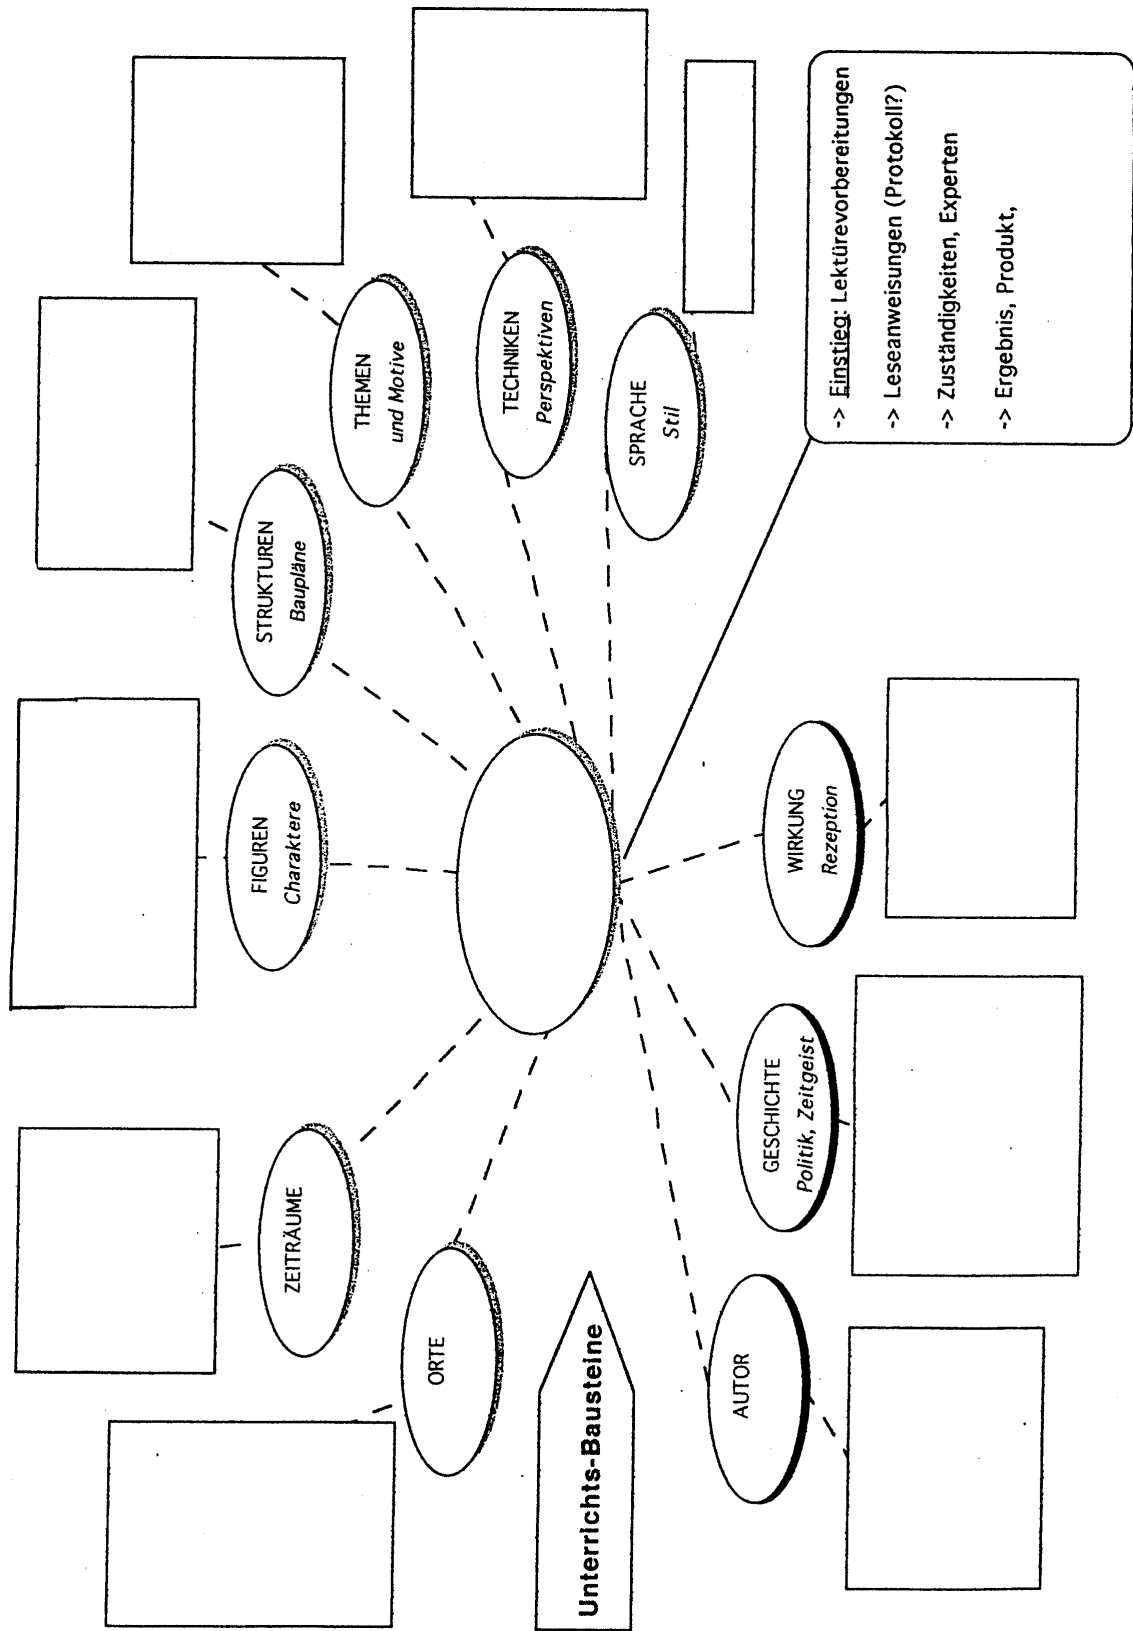 ORTE
ZEITRÄUME
FIGUREN
Charaktere
STRUKTUREN
Baupläne
THEMEN
und Motive
TECHNIKEN
Perspektiven
SPRACHE
Stil
Unterrichts-Bausteine
AUTOR
GESCHICHTE
Politik, Zeitgeist
WIRKUNG
Rezeption
-> Einstieg: Lektürevorbereitungen
-> Leseanweisungen (Protokoll?)
-> Zuständigkeiten, Experten
-> Ergebnis, Produkt,